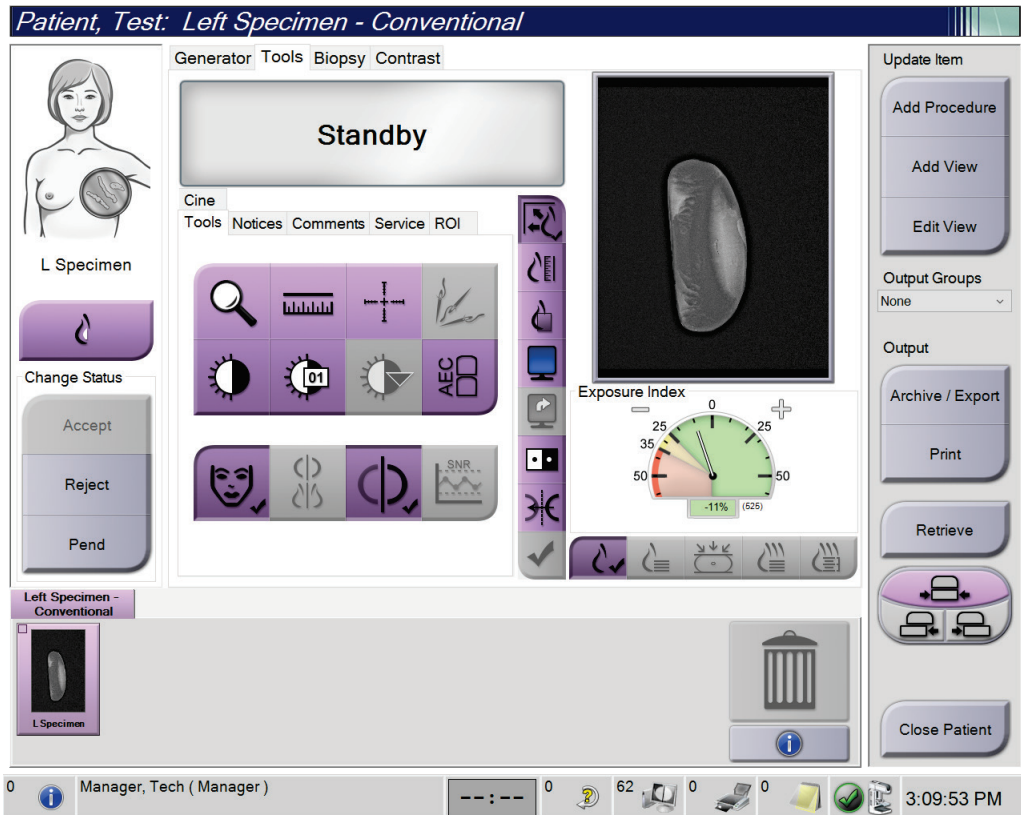 Patient, Test:  Left Specimen - Conventional
Generator Tools Biopsy Contrast
Standby
Cine
Tools Notices Comments Service ROI
01
AEC
SNR
L Specimen
Change Status
Accept
Reject
Pend
Exposure Index
0
25 25
35
50 50
-11% (525)
Update Item
Add Procedure
Add View
Edit View
Output Groups
None
Output
Archive / Export
Print
Retrieve
Close Patient
Left Specimen -
Conventional
L Specimen
0 Manager, Tech ( Manager ) --:-- 0 62 0 0 3:09:53 PM